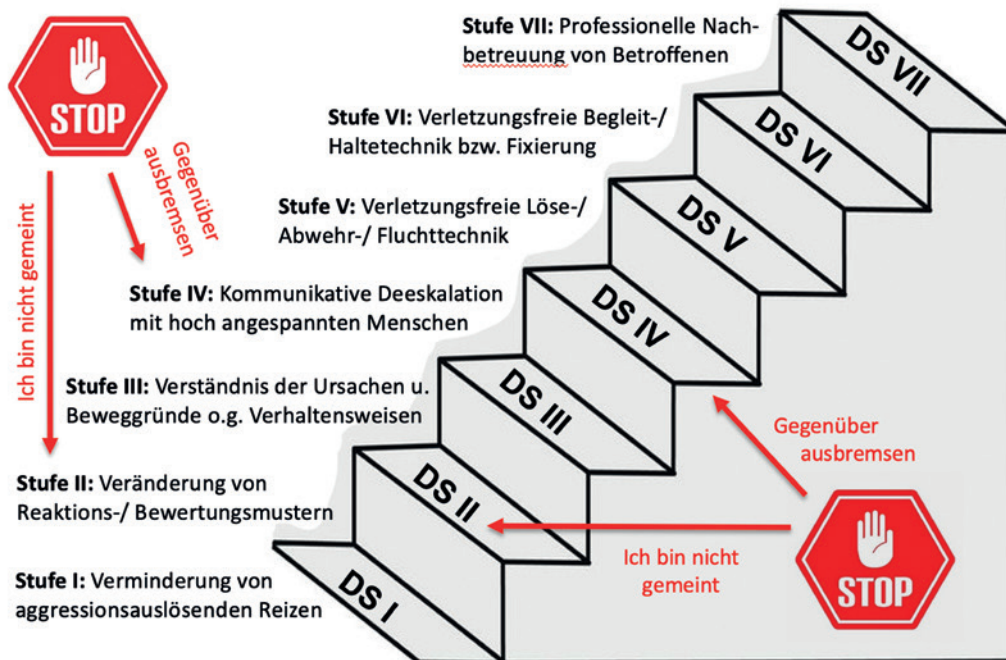 STOP
Gegenüber
ausbremsen
Ich bin nicht gemeint
Stufe VII: Professionelle Nach-
betreuung von Betroffenen
Stufe VI: Verletzungsfreie Begleit-/
Haltetechnik bzw. Fixierung
Stufe V: Verletzungsfreie Löse-/
Abwehr-/ Fluchttechnik
Stufe IV: Kommunikative Deeskalation
mit hoch angespannten Menschen
Stufe III: Verständnis der Ursachen u.
Beweggründe o.g. Verhaltensweisen
Stufe II: Veränderung von
Reaktions-/ Bewertungsmustern
Stufe I: Verminderung von
aggressionsauslösenden Reizen
DS VII
DS VI
DS V
DS IV
DS III
DS II
DS I
Gegenüber
ausbremsen
Ich bin nicht
gemeint
STOP